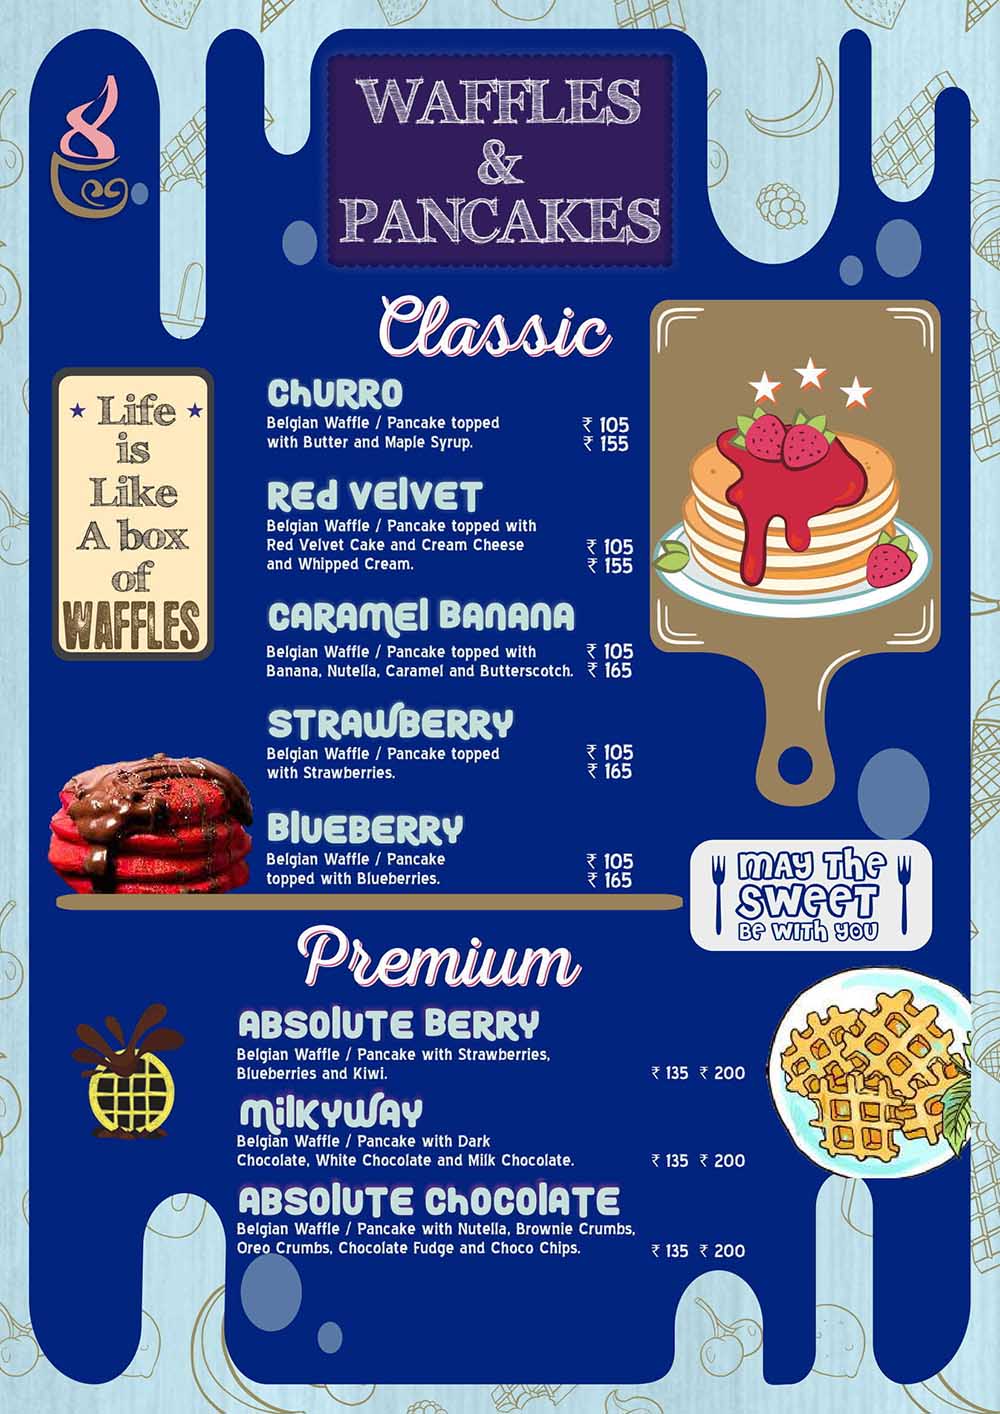 WAFFLES
&
PANCAKES
Classic
Life
is
Like
A box
of
WAFFLES
CHURRO
Belgian Waffle / Pancake topped
with Butter and Maple Syrup.
₹ 105
₹ 155
RED VELVET
Belgian Waffle / Pancake topped with
Red Velvet Cake and Cream Cheese
and Whipped Cream.
₹ 105
₹ 155
CARAMEL BANANA
Belgian Waffle / Pancake topped with
Banana, Nutella, Caramel and Butterscotch.
₹ 105
₹ 165
STRAWBERRY
Belgian Waffle / Pancake topped
with Strawberries.
₹ 105
₹ 165
BLUEBERRY
Belgian Waffle / Pancake
topped with Blueberries.
₹ 105
₹ 165
MAY THE
SWEET
BE WITH YOU
Premium
ABSOLUTE BERRY
Belgian Waffle / Pancake with Strawberries,
Blueberries and Kiwi.
₹ 135 ₹ 200
MILKYWAY
Belgian Waffle / Pancake with Dark
Chocolate, White Chocolate and Milk Chocolate.
₹ 135 ₹ 200
ABSOLUTE CHOCOLATE
Belgian Waffle / Pancake with Nutella, Brownie Crumbs,
Oreo Crumbs, Chocolate Fudge and Choco Chips.
₹ 135 ₹ 200